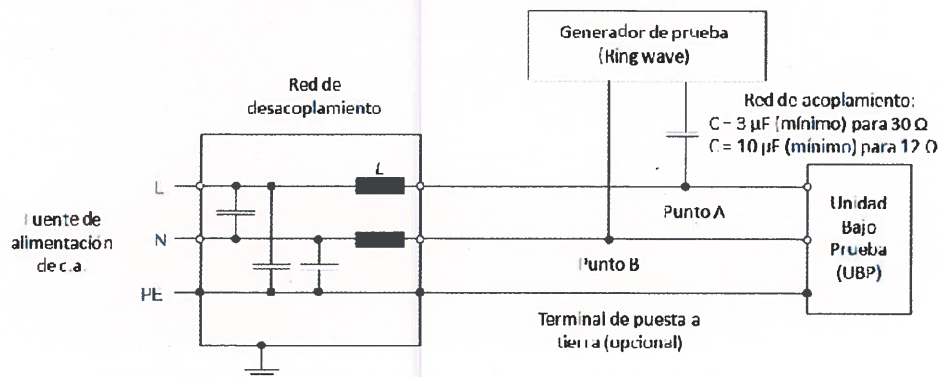 Generador de prueba
(Ring wave)
Red de
desacoplamiento
Red de acoplamiento:
C = 3 µF (mínimo) para 30 Ω
C = 10 µF (mínimo) para 12 Ω
L
L
Punto A
Unidad
Bajo
Prueba
(UBP)
Fuente de
alimentación
de c.a.
N
Punto B
PE
Terminal de puesta a
tierra (opcional)